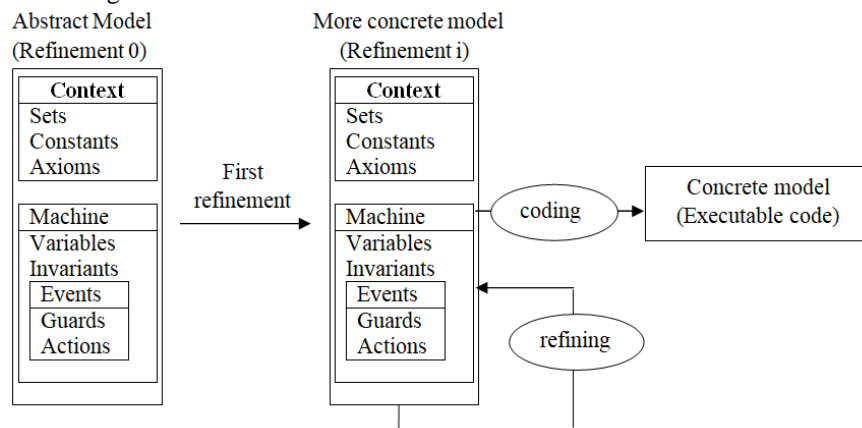 Abstract Model
(Refinement 0)
Context
Sets
Constants
Axioms
Machine
Variables
Invariants
Events
Guards
Actions
First
refinement
More concrete model
(Refinement i)
Context
Sets
Constants
Axioms
Machine
Variables
Invariants
Events
Guards
Actions
coding
refining
Concrete model
(Executable code)